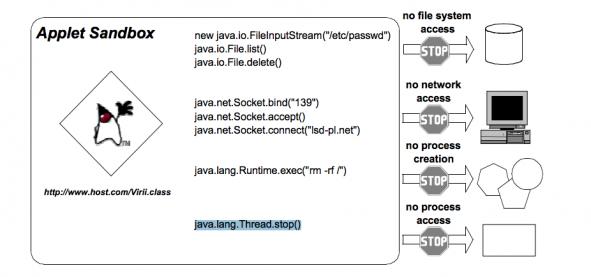 Applet Sandbox
new java.io.FileInputStream("/etc/passwd")
java.io.File.list()
java.io.File.delete()
no file system
access
STOP
java.net.Socket.bind("139")
java.net.Socket.accept()
java.net.Socket.connect("lsd-pl.net")
no network
access
STOP
TM
http://www.host.com/Virii.class
java.lang.Runtime.exec("rm -rf /")
no process
creation
STOP
java.lang.Thread.stop()
no process
access
STOP